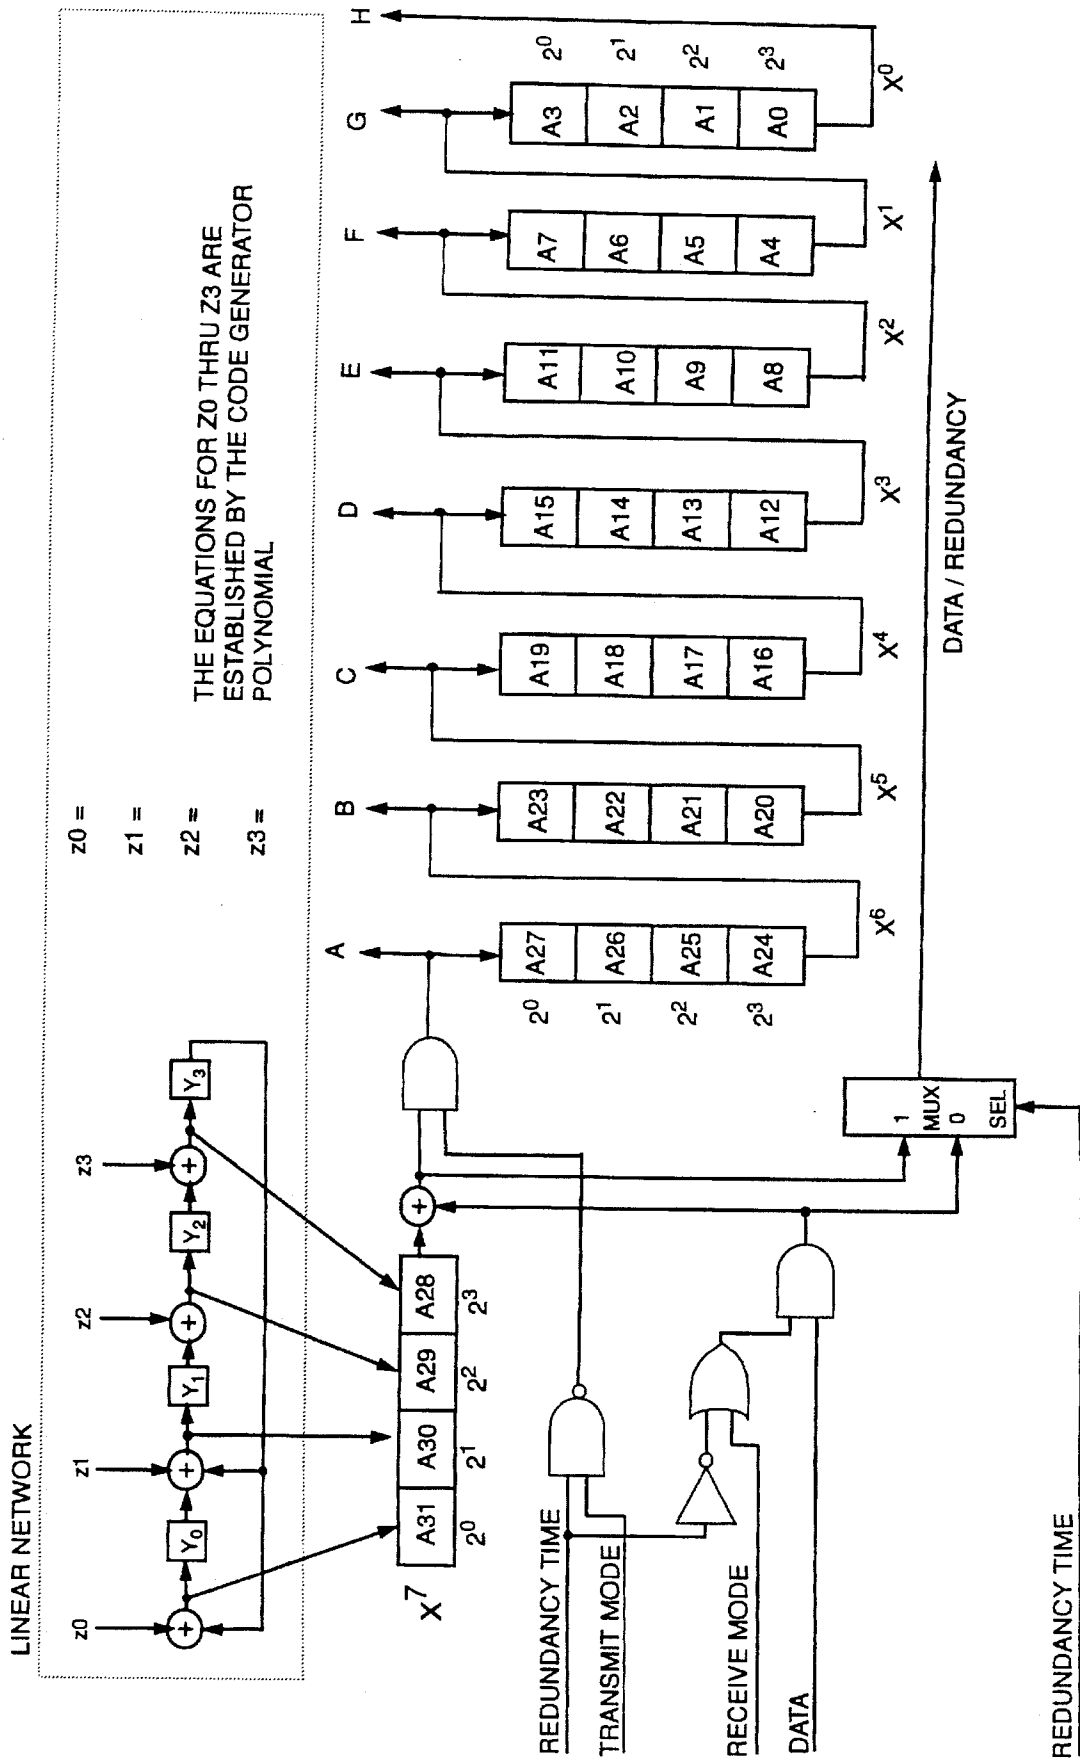 LINEAR NETWORK
z0 z1 z2 z3
Y0 Y1 Y2 Y3
z0 =
z1 =
z2 =
z3 =
THE EQUATIONS FOR Z0 THRU Z3 ARE
ESTABLISHED BY THE CODE GENERATOR
POLYNOMIAL
A B C D E F G H
X^7
A31 A30 A29 A28
2^0 2^1 2^2 2^3
+ + + + +
2^0 A27
2^1 A26
2^2 A25
2^3 A24
X^6
A23
A22
A21
A20
X^5
A19
A18
A17
A16
X^4
A15
A14
A13
A12
X^3
A11
A10
A9
A8
X^2
A7
A6
A5
A4
X^1
A3 2^0
A2 2^1
A1 2^2
A0 2^3
X^0
REDUNDANCY TIME
TRANSMIT MODE
RECEIVE MODE
DATA
1
MUX
0
SEL
DATA / REDUNDANCY
REDUNDANCY TIME